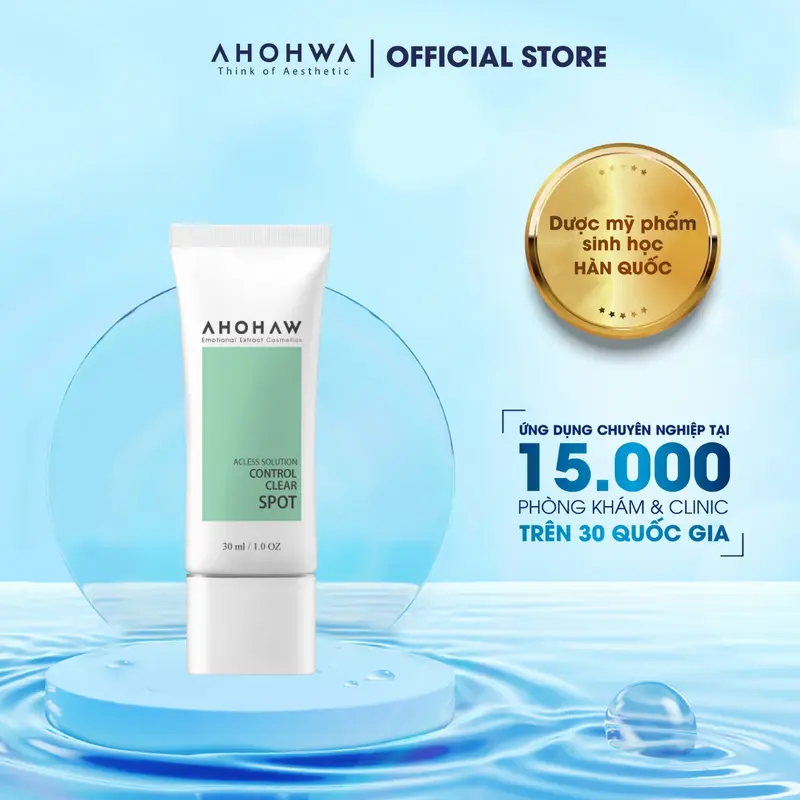 AHOHWA
Think of Aesthetic
OFFICIAL STORE
Dược mỹ phẩm
sinh học
HÀN QUỐC
AHOHAW
Emotional Extract Cosmetics
ACLESS SOLUTION
CONTROL
CLEAR
SPOT
30 ml / 1.0 OZ
ỨNG DỤNG CHUYÊN NGHIỆP TẠI
15.000
PHÒNG KHÁM & CLINIC
TRÊN 30 QUỐC GIA